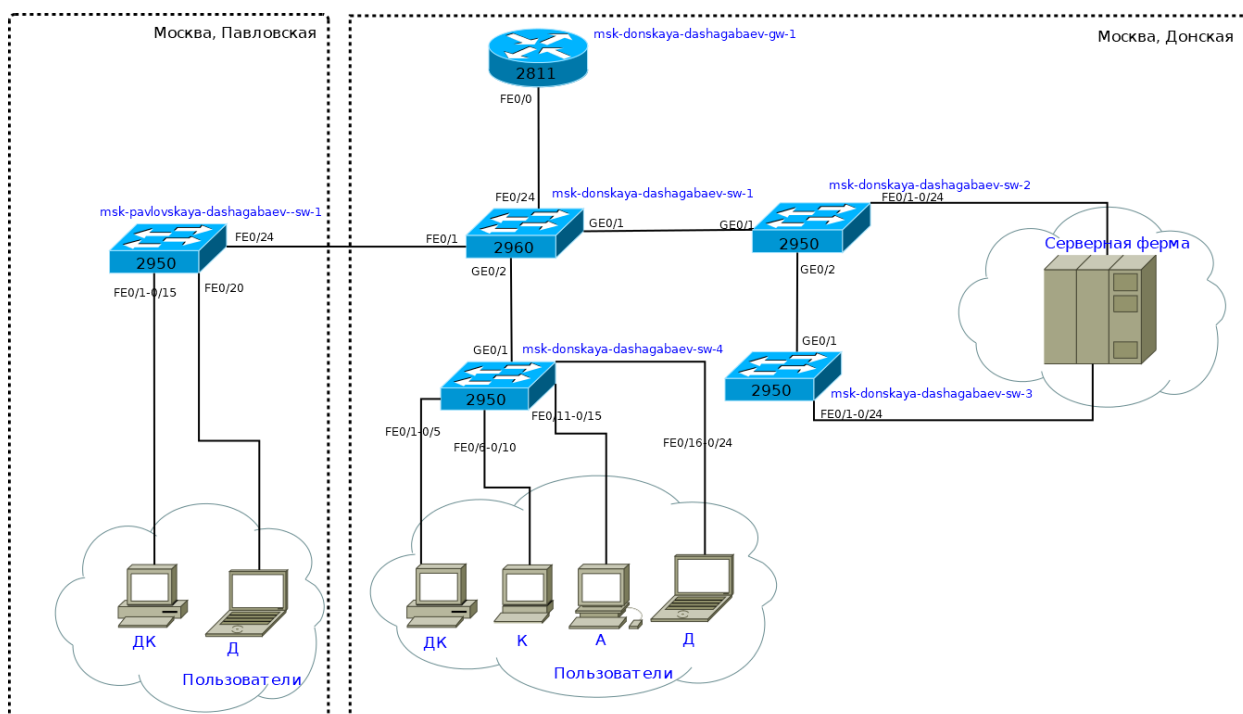 Москва, Павловская
msk-donskaya-dashagabaev-gw-1
Москва, Донская
2811
FE0/0
msk-donskaya-dashagabaev-sw-2
msk-donskaya-dashagabaev-sw-1
FE0/24
FE0/1-0/24
msk-pavlovskaya-dashagabaev--sw-1
GE0/1
GE0/1
FE0/24
FE0/1
2950
2960
2950
Серверная ферма
GE0/2
GE0/2
FE0/1-0/15
FE0/20
GE0/1
msk-donskaya-dashagabaev-sw-4
GE0/1
2950
2950
msk-donskaya-dashagabaev-sw-3
FE0/11-0/15
FE0/1-0/24
FE0/1-0/5
FE0/6-0/10
FE0/16-0/24
ДК
Д
Пользователи
ДК
К
А
Д
Пользователи